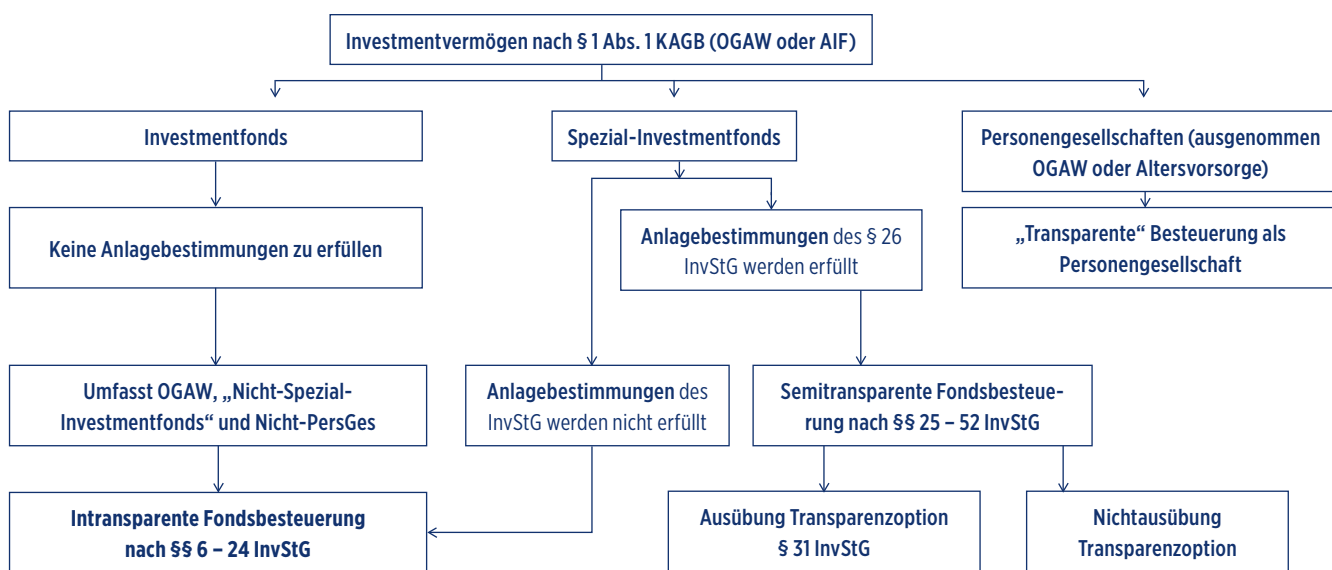 Investmentvermögen nach § 1 Abs. 1 KAGB (OGAW oder AIF)
Investmentfonds
Spezial-Investmentfonds
Personengesellschaften (ausgenommen
OGAW oder Altersvorsorge)
Keine Anlagebestimmungen zu erfüllen
Anlagebestimmungen des § 26
InvStG werden erfüllt
„Transparente“ Besteuerung als
Personengesellschaft
Umfasst OGAW, „Nicht-Spezial-
Investmentfonds“ und Nicht-PersGes
Anlagebestimmungen des
InvStG werden nicht erfüllt
Semitransparente Fondsbesteue-
rung nach §§ 25 – 52 InvStG
Intransparente Fondsbesteuerung
nach §§ 6 – 24 InvStG
Ausübung Transparenzoption
§ 31 InvStG
Nichtausübung
Transparenzoption